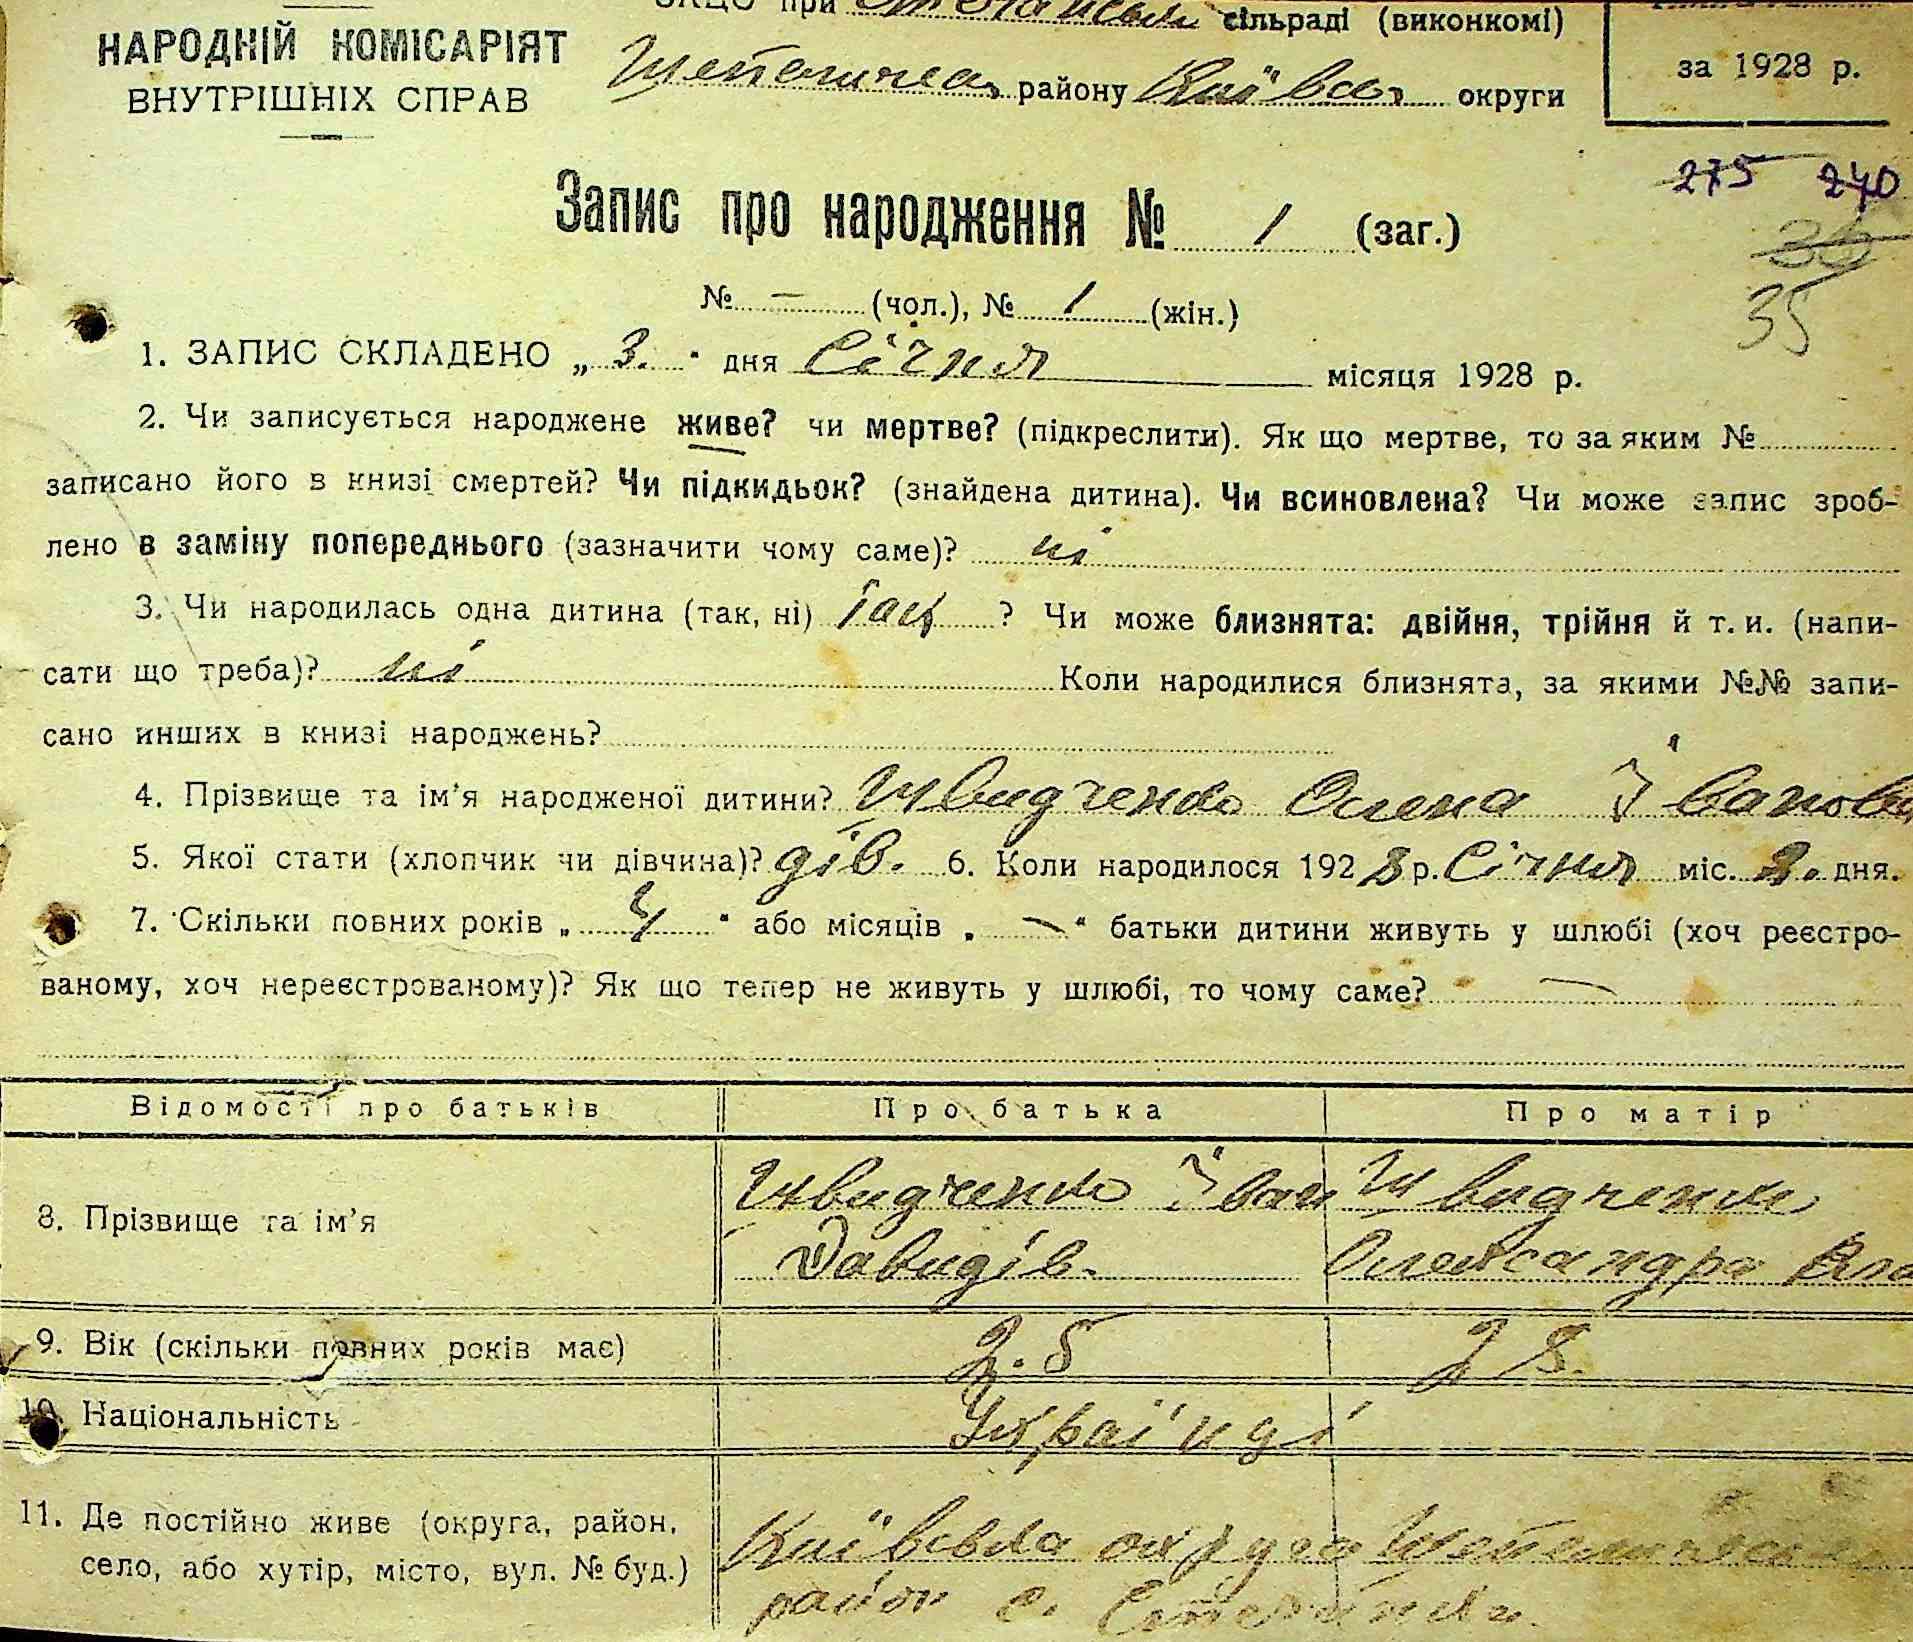 НАРОДНІЙ КОМІСАРІЯТ
ВНУТРІШНІХ СПРАВ
ЗАГСО при сільраді (виконкомі)
району Київськ округи
за 1928 р.
275 240
36
35
Запис про народження № 1 (заг.)
№ — (чол.), № 1 (жін.)
1. ЗАПИС СКЛАДЕНО „ 3. " дня Січня місяця 1928 р.
2. Чи записується народжене живе? чи мертве? (підкреслити). Як що мертве, то за яким №
записано його в книзі смертей? Чи підкидьок? (знайдена дитина). Чи всиновлена? Чи може запис зроб-
лено в заміну попереднього (зазначити чому саме)? ні
3. Чи народилась одна дитина (так, ні) так ? Чи може близнята: двійня, трійня й т. и. (напи-
сати що треба)? ні Коли народилися близнята, за якими №№ запи-
сано инших в книзі народжень?
4. Прізвище та ім'я народженої дитини? Швидченко Олена Іванов
5. Якої стати (хлопчик чи дівчина)? дів. 6. Коли народилося 1928 р. Січня міс. дня.
7. Скільки повних років „ " або місяців „ — " батьки дитини живуть у шлюбі (хоч реєстро-
ваному, хоч нереєстрованому)? Як що тепер не живуть у шлюбі, то чому саме? —
Відомості про батьків Про батька Про матір
8. Прізвище та ім'я Швидченко Іван Швидченко
Давидів. Олександра
9. Вік (скільки повних років має) 25 28.
10. Національність Українці
11. Де постійно живе (округа, район, село, або хутір, місто, вул. № буд.) Київська округа
район с.